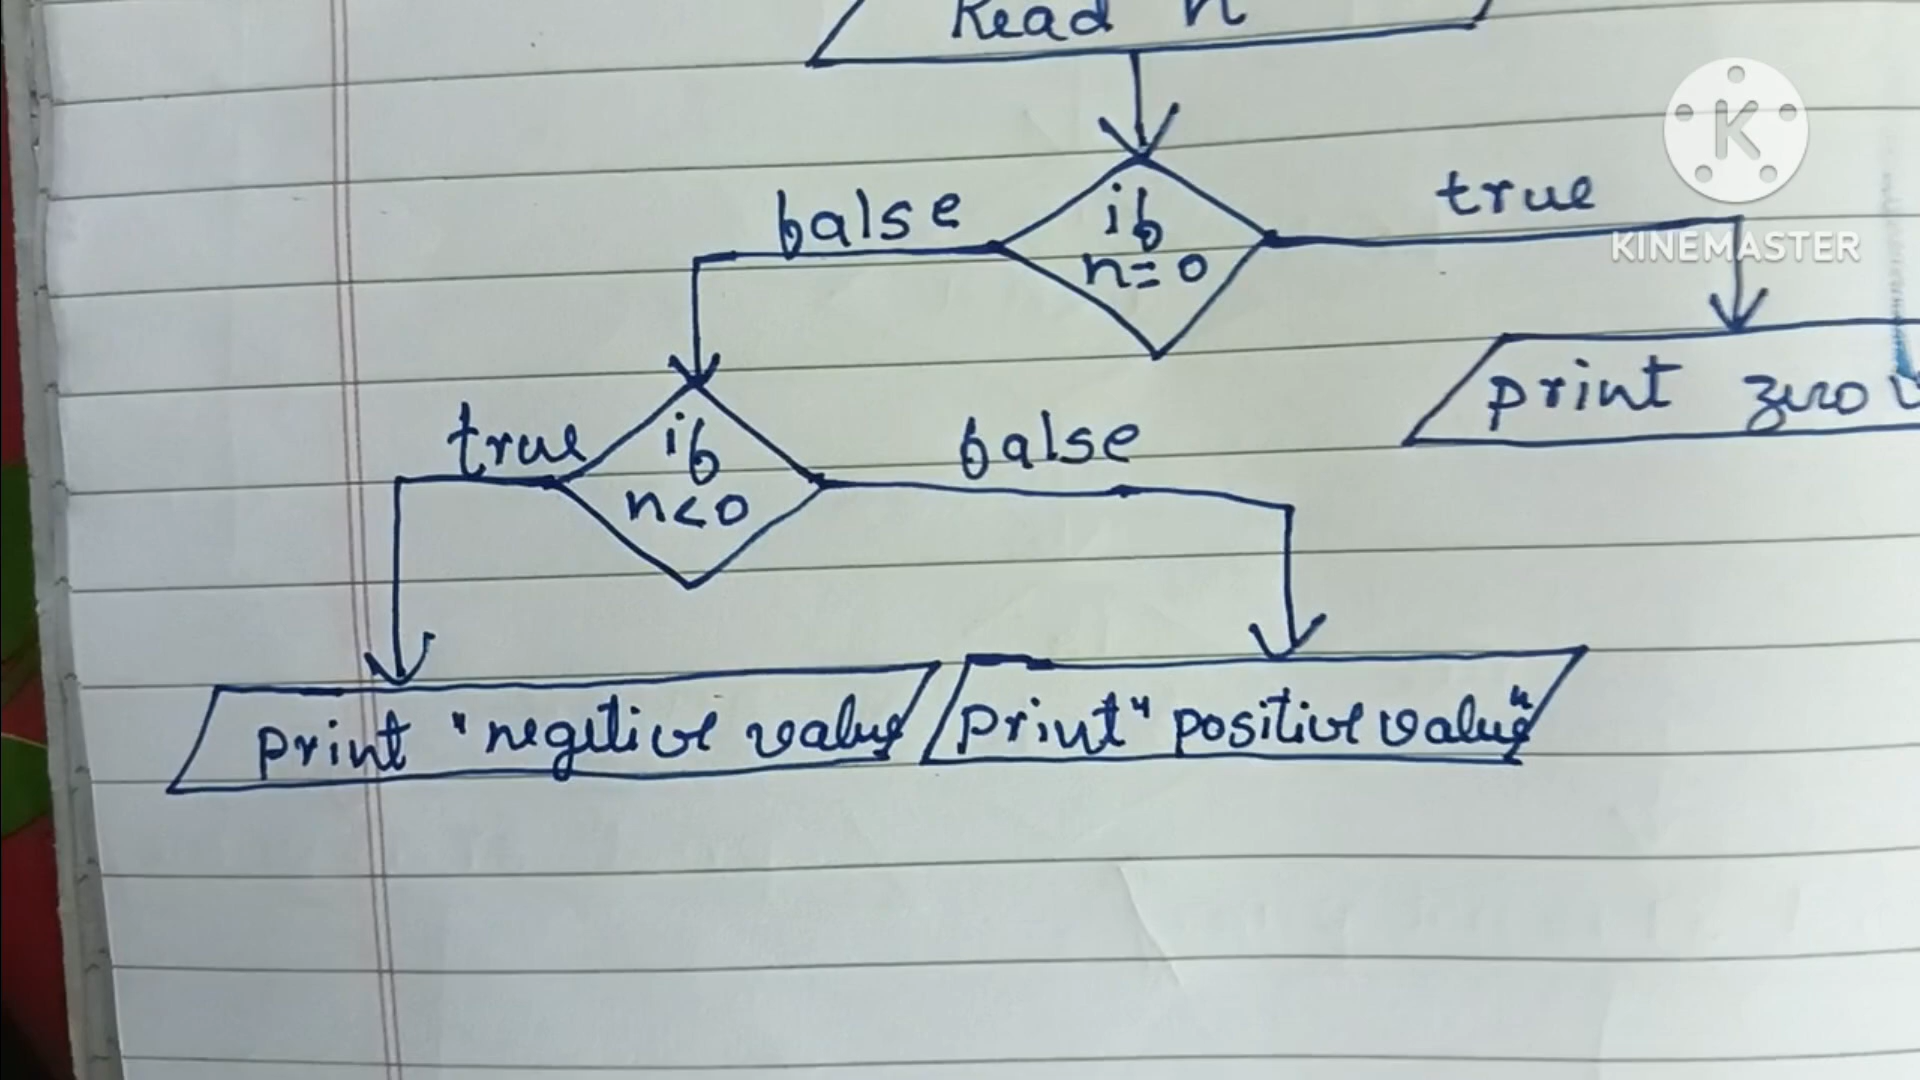 Read n
true
false
if
n=0
KINEMASTER
print zero
true
if
n<0
false
print "negitive value
print "positive value"